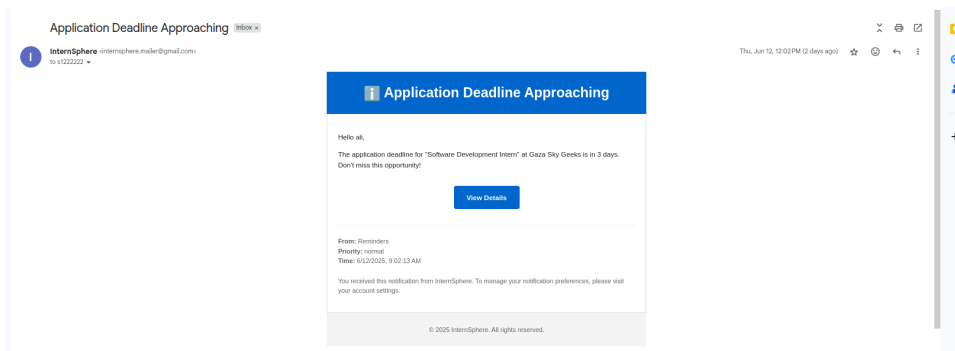 Application Deadline Approaching Inbox ×
InternSphere <internsphere.mailer@gmail.com>
Thu, Jun 12, 12:02 PM (2 days ago)
to s1222222
I
i Application Deadline Approaching
Hello ali,
The application deadline for "Software Development Intern" at Gaza Sky Geeks is in 3 days.
Don't miss this opportunity!
View Details
From: Reminders
Priority: normal
Time: 6/12/2025, 9:02:13 AM
You received this notification from InternSphere. To manage your notification preferences, please visit
your account settings.
© 2025 InternSphere. All rights reserved.